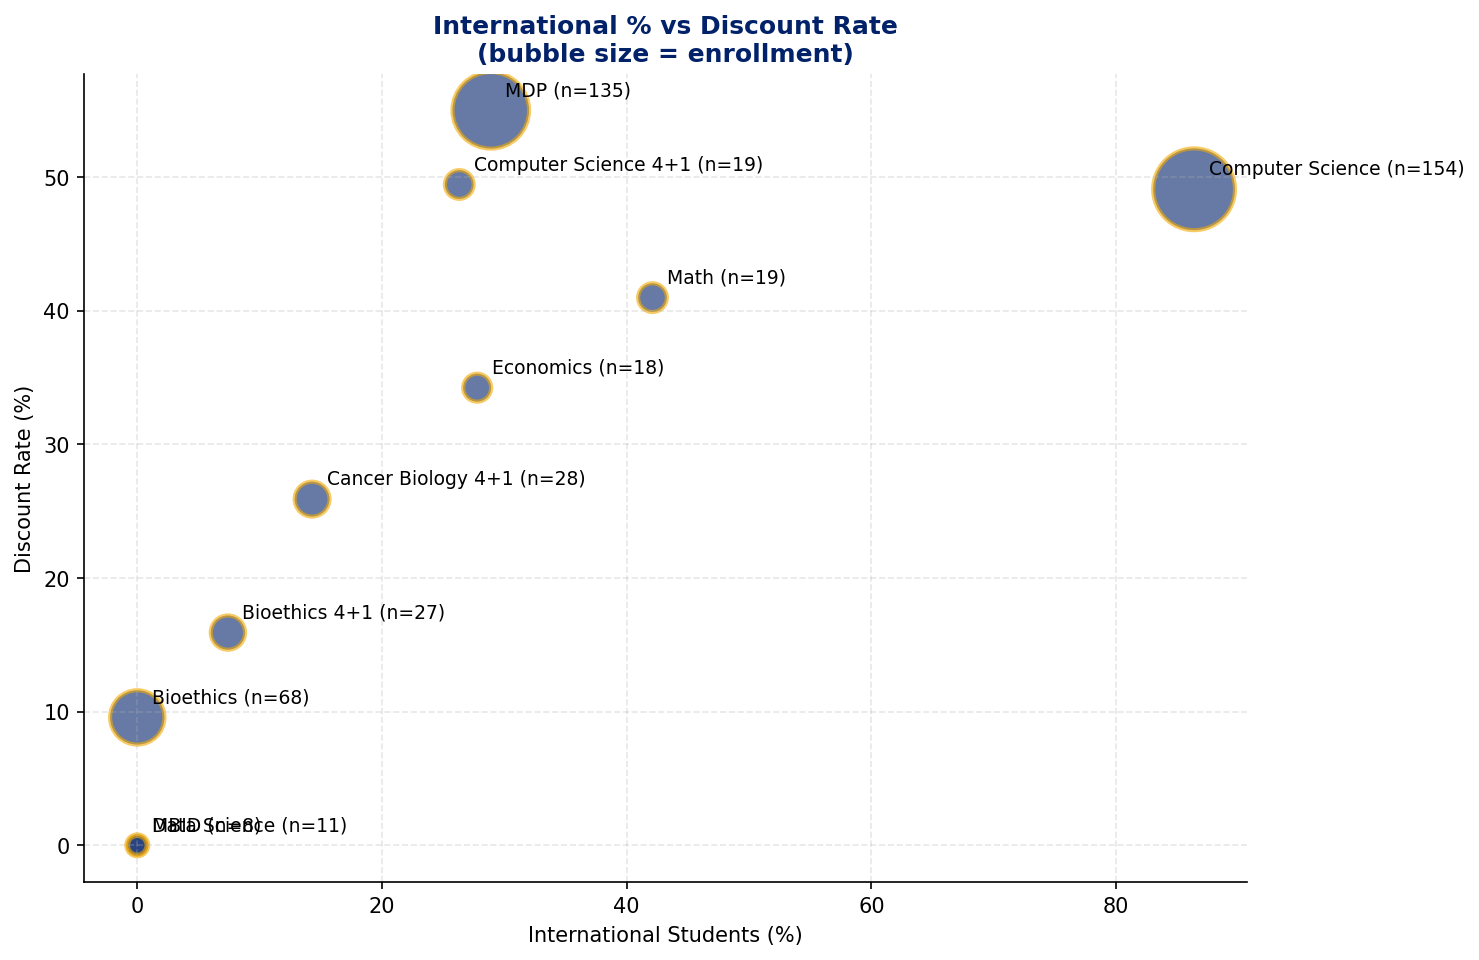 International % vs Discount Rate
(bubble size = enrollment)
MDP (n=135)
Computer Science 4+1 (n=19)
Computer Science (n=154)
Math (n=19)
Economics (n=18)
Cancer Biology 4+1 (n=28)
Bioethics 4+1 (n=27)
Bioethics (n=68)
Data Science (n=11)
50
40
30
20
10
0
Discount Rate (%)
0
20
40
60
80
International Students (%)